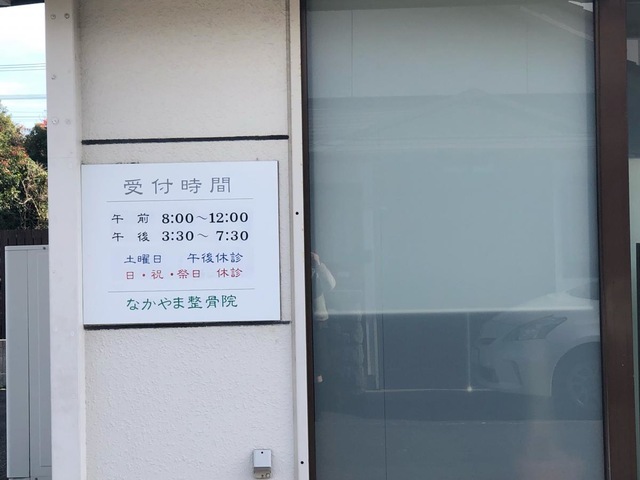 受付時間
午前 8:00〜12:00
午後 3:30〜7:30
土曜日 午後休診
日・祝・祭日 休診
なかやま整骨院